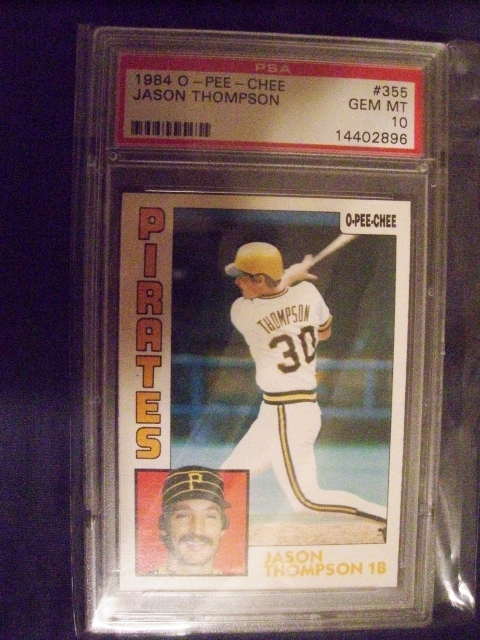 PSA
1984 O-PEE-CHEE
#355
JASON THOMPSON
GEM MT
10
14402896
O-PEE-CHEE
PIRATES
THOMPSON
30
P
JASON
THOMPSON 1B